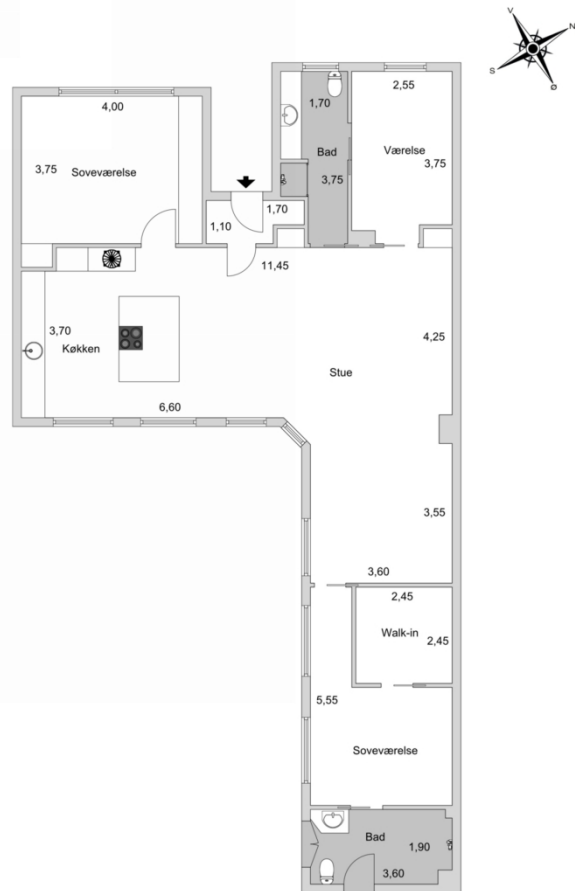 V
N
S
Ø
4,00
1,70
2,55
Bad
Værelse
3,75
Soveværelse
3,75
3,75
1,70
1,10
11,45
3,70
Køkken
4,25
Stue
6,60
3,55
3,60
2,45
Walk-in
2,45
5,55
Soveværelse
Bad
1,90
3,60